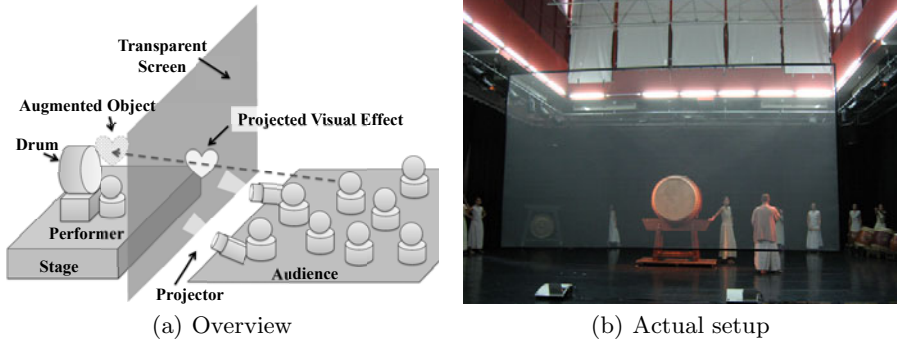 Transparent
Screen
Augmented Object
Projected Visual Effect
Drum
Performer
Stage
Audience
Projector
(a) Overview
(b) Actual setup